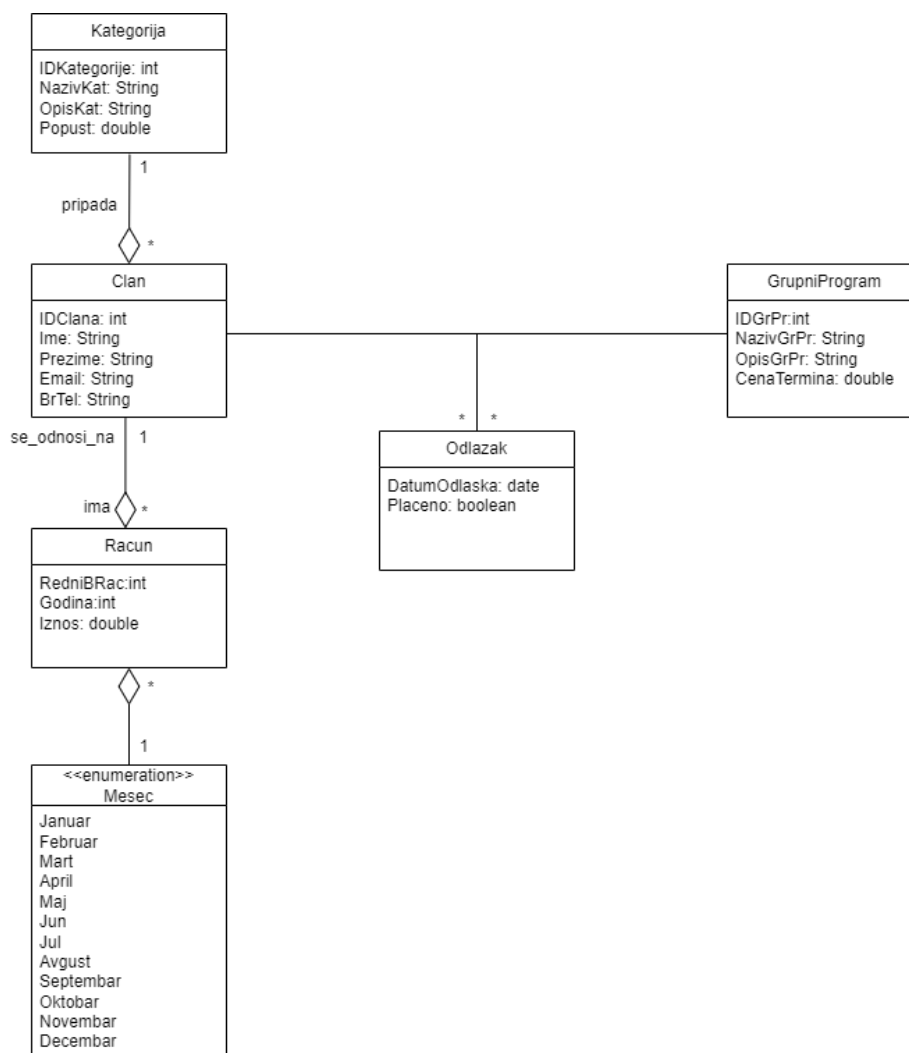 Kategorija
IDKategorije: int
NazivKat: String
OpisKat: String
Popust: double
1
pripada
*
Clan
IDClana: int
Ime: String
Prezime: String
Email: String
BrTel: String
GrupniProgram
IDGrPr:int
NazivGrPr: String
OpisGrPr: String
CenaTermina: double
* *
Odlazak
DatumOdlaska: date
Placeno: boolean
se_odnosi_na 1
ima *
Racun
RedniBRac:int
Godina:int
Iznos: double
*
1
<<enumeration>>
Mesec
Januar
Februar
Mart
April
Maj
Jun
Jul
Avgust
Septembar
Oktobar
Novembar
Decembar